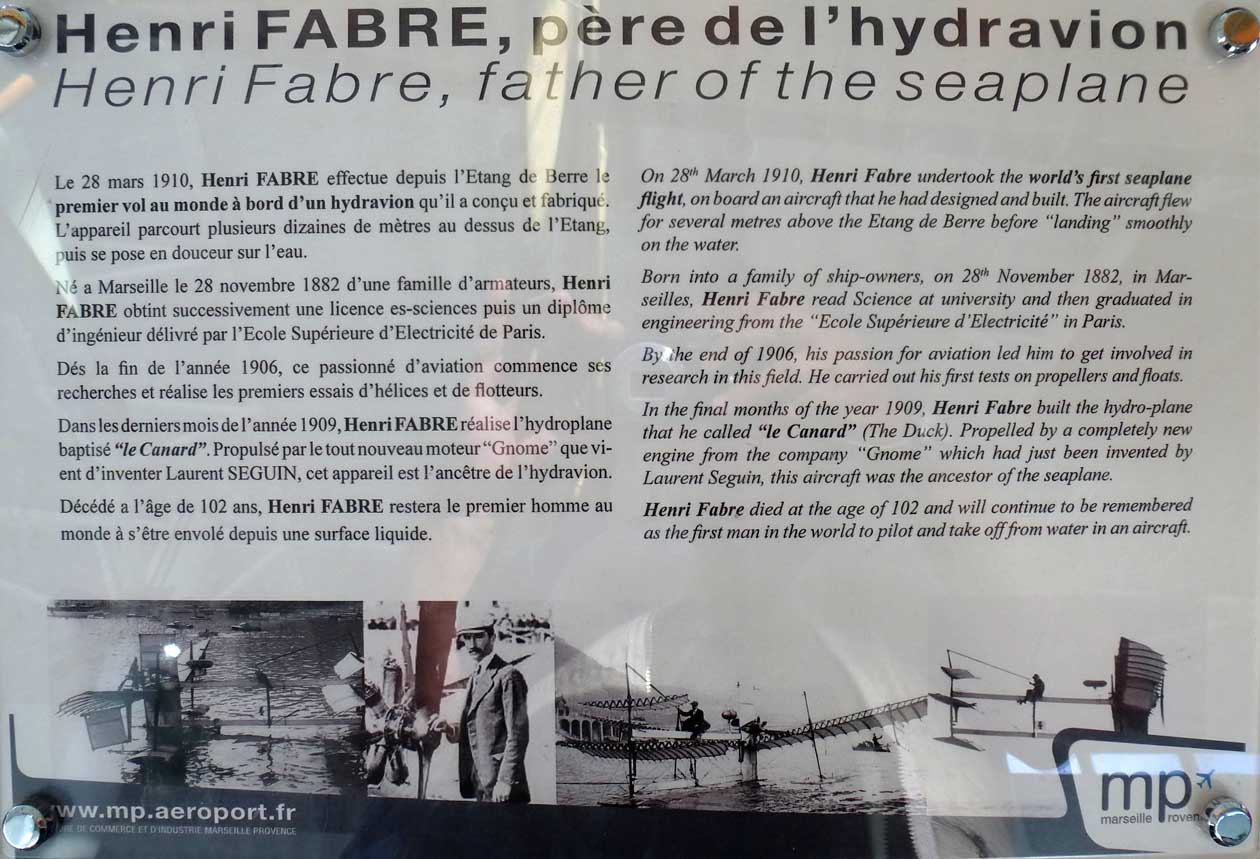 Henri FABRE, père de l'hydravion
Henri Fabre, father of the seaplane
Le 28 mars 1910, Henri FABRE effectue depuis l'Etang de Berre le
premier vol au monde à bord d'un hydravion qu'il a conçu et fabriqué.
L'appareil parcourt plusieurs dizaines de mètres au dessus de l'Etang,
puis se pose en douceur sur l'eau.
Né a Marseille le 28 novembre 1882 d'une famille d'armateurs, Henri
FABRE obtint successivement une licence es-sciences puis un diplôme
d'ingénieur délivré par l'Ecole Supérieure d'Electricité de Paris.
Dés la fin de l'année 1906, ce passionné d'aviation commence ses
recherches et réalise les premiers essais d'hélices et de flotteurs.
Dans les derniers mois de l'année 1909, Henri FABRE réalise l'hydroplane
baptisé "le Canard". Propulsé par le tout nouveau moteur "Gnome" que vi-
ent d'inventer Laurent SEGUIN, cet appareil est l'ancêtre de l'hydravion.
Décédé a l'âge de 102 ans, Henri FABRE restera le premier homme au
monde à s'être envolé depuis une surface liquide.
On 28th March 1910, Henri Fabre undertook the world's first seaplane
flight, on board an aircraft that he had designed and built. The aircraft flew
for several metres above the Etang de Berre before "landing" smoothly
on the water.
Born into a family of ship-owners, on 28th November 1882, in Mar-
seilles, Henri Fabre read Science at university and then graduated in
engineering from the "Ecole Supérieure d'Electricité" in Paris.
By the end of 1906, his passion for aviation led him to get involved in
research in this field. He carried out his first tests on propellers and floats.
In the final months of the year 1909, Henri Fabre built the hydro-plane
that he called "le Canard" (The Duck). Propelled by a completely new
engine from the company "Gnome" which had just been invented by
Laurent Seguin, this aircraft was the ancestor of the seaplane.
Henri Fabre died at the age of 102 and will continue to be remembered
as the first man in the world to pilot and take off from water in an aircraft.
www.mp.aeroport.fr
DE COMMERCE ET D'INDUSTRIE MARSEILLE PROVENCE
mp
marseille